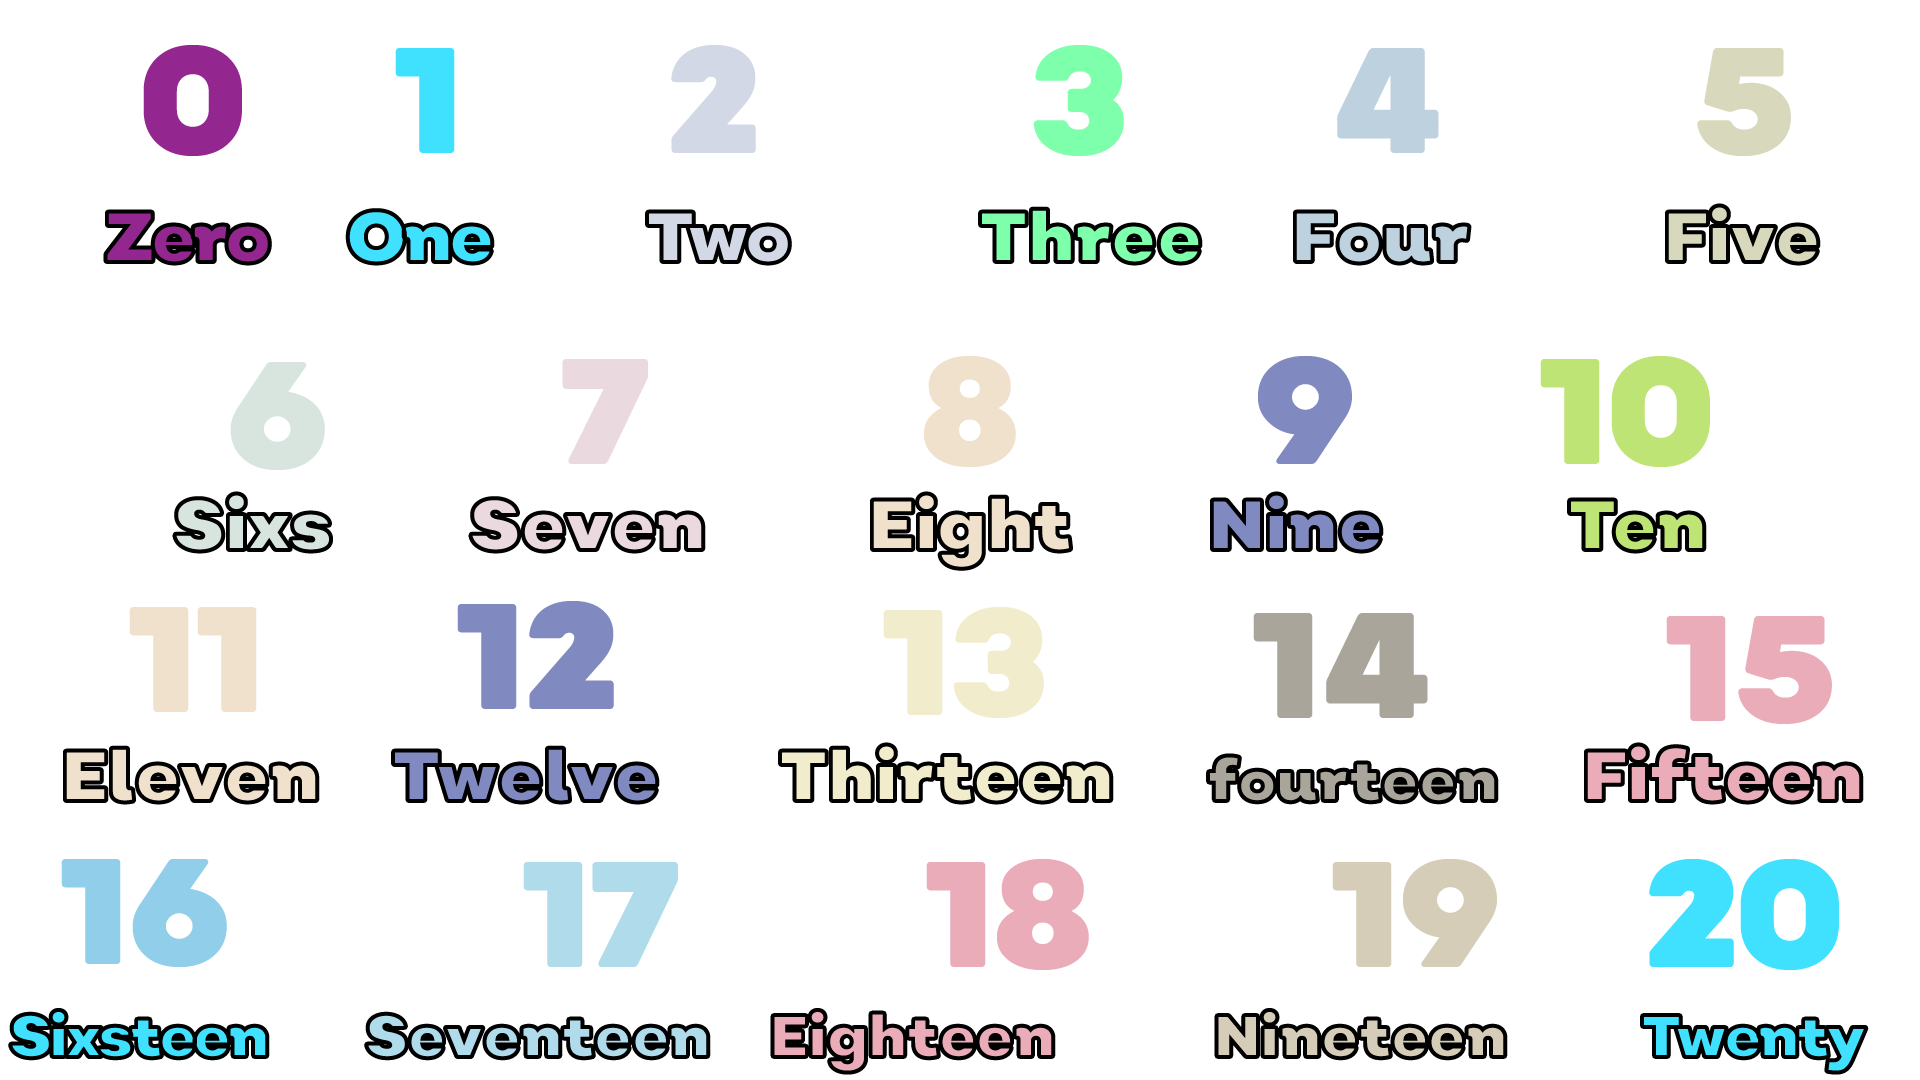 0 1 2 3 4 5
Zero One Two Three Four Five
6 7 8 9 10
Sixs Seven Eight Nine Ten
11 12 13 14 15
Eleven Twelve Thirteen fourteen Fifteen
16 17 18 19 20
Sixsteen Seventeen Eighteen Nineteen Twenty